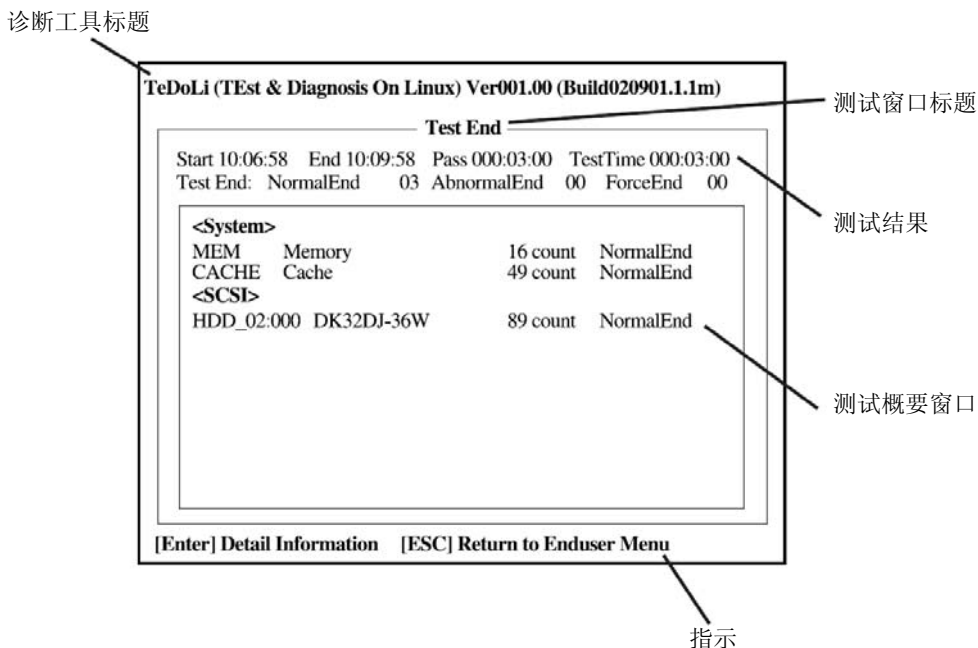 诊断工具标题
TeDoLi (TEst & Diagnosis On Linux) Ver001.00 (Build020901.1.1m)
测试窗口标题
Test End
Start 10:06:58 End 10:09:58 Pass 000:03:00 TestTime 000:03:00
Test End: NormalEnd 03 AbnormalEnd 00 ForceEnd 00
测试结果
<System>
MEM Memory 16 count NormalEnd
CACHE Cache 49 count NormalEnd
<SCSI>
HDD_02:000 DK32DJ-36W 89 count NormalEnd
测试概要窗口
[Enter] Detail Information [ESC] Return to Enduser Menu
指示